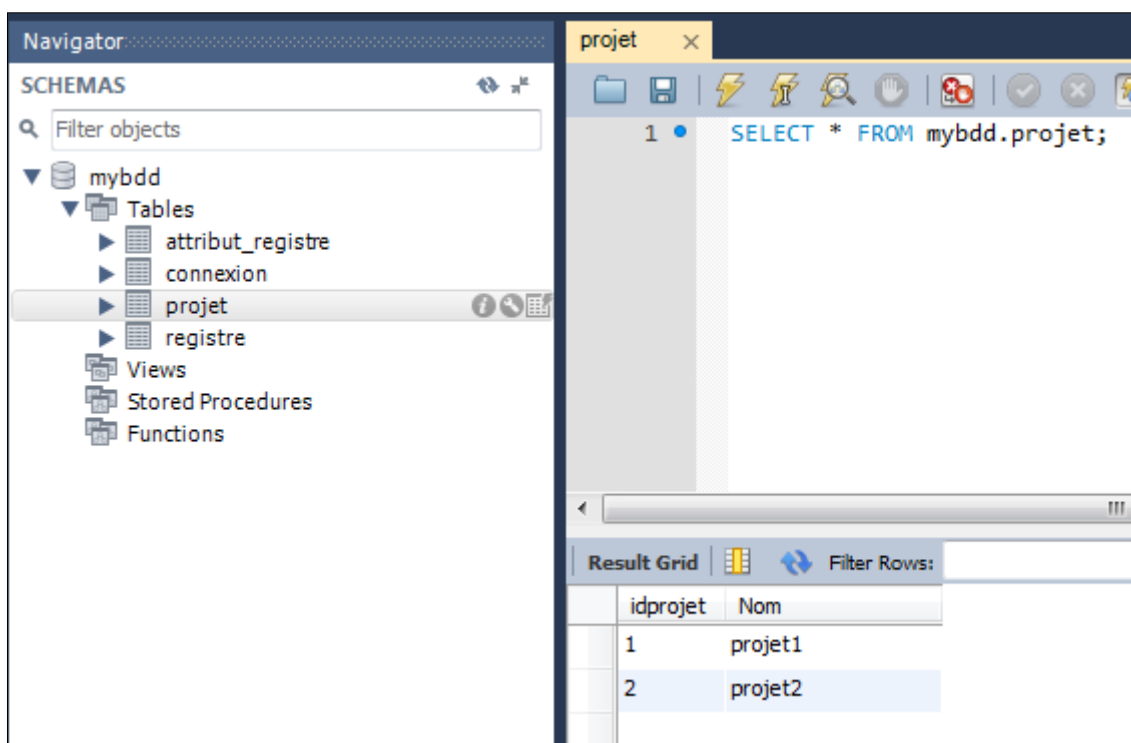 Navigator
SCHEMAS
Filter objects
mybdd
Tables
attribut_registre
connexion
projet
registre
Views
Stored Procedures
Functions
projet
1 SELECT * FROM mybdd.projet;
Result Grid Filter Rows:
idprojet Nom
1 projet1
2 projet2